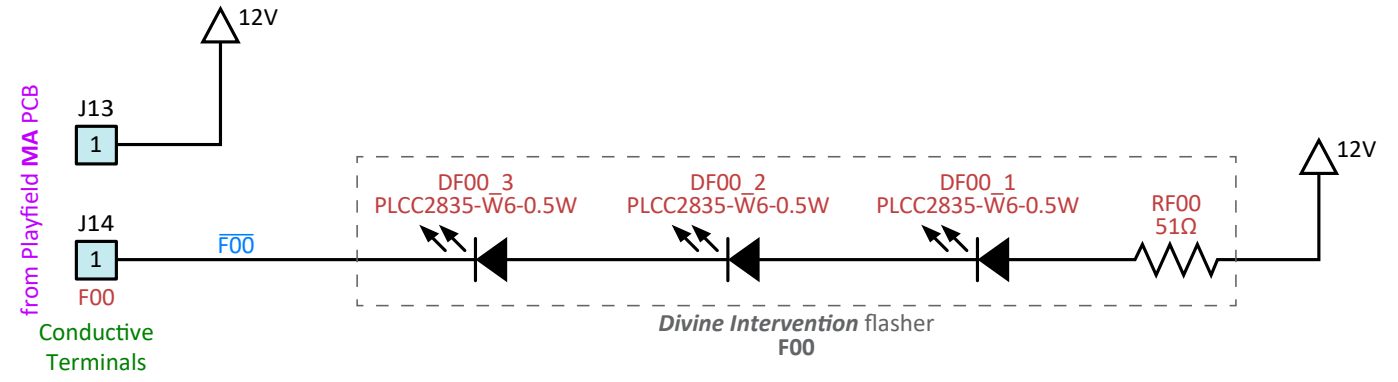 12V
from Playfield MA PCB
J13
1
12V
DF00_3
PLCC2835-W6-0.5W
DF00_2
PLCC2835-W6-0.5W
DF00_1
PLCC2835-W6-0.5W
RF00
51Ω
J14
1
F00
F00
Conductive
Terminals
Divine Intervention flasher
F00